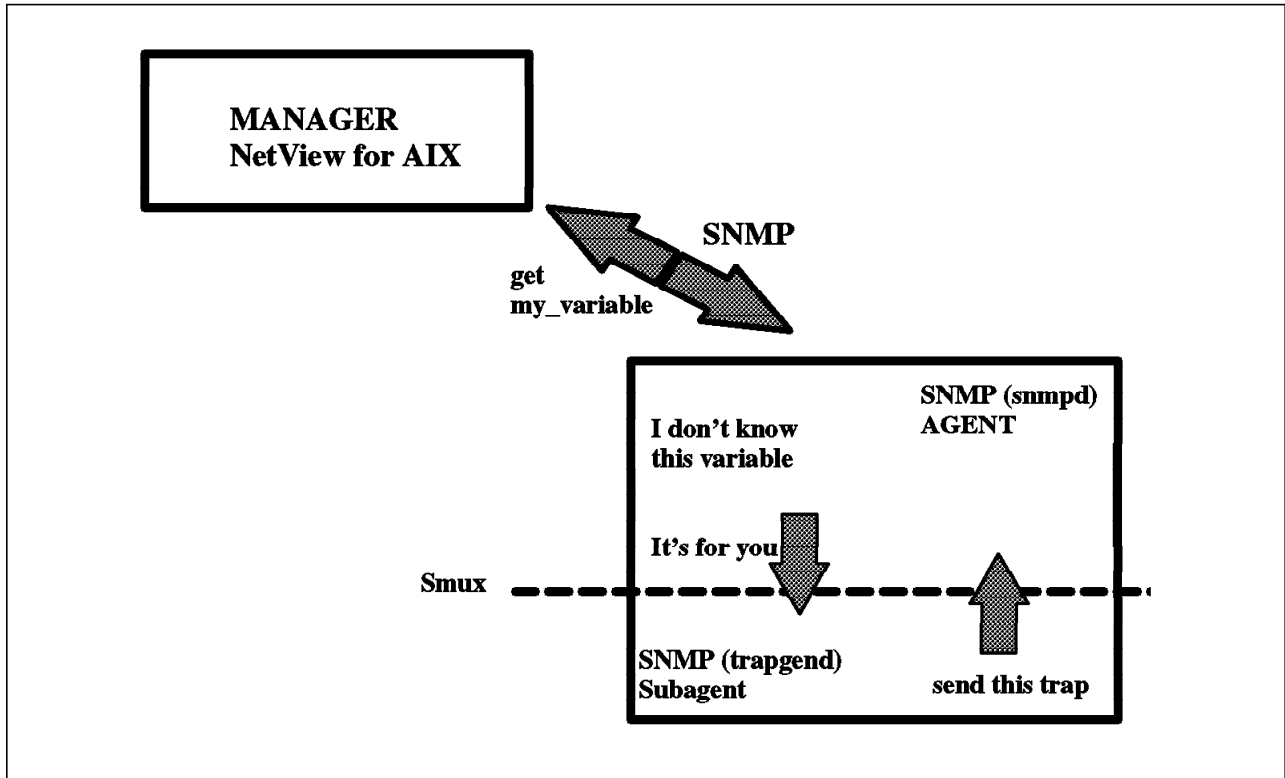 MANAGER
NetView for AIX
SNMP
get
my_variable
SNMP (snmpd)
AGENT
I don't know
this variable
It's for you
Smux
SNMP (trapgend)
Subagent
send this trap